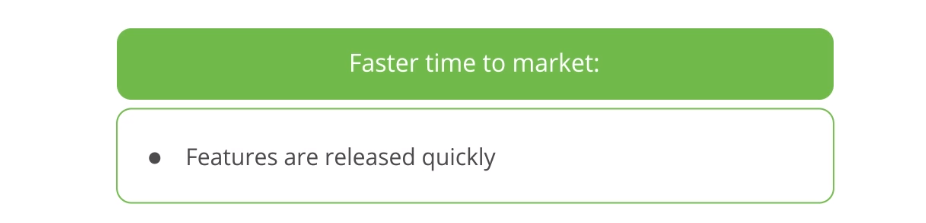 Faster time to market:
● Features are released quickly